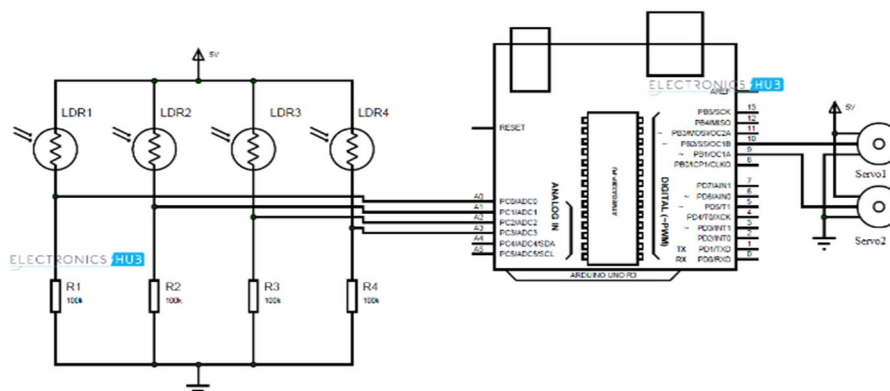 5V
LDR1
LDR2
LDR3
LDR4
ELECTRONICS HUB
R1
100k
R2
100k
R3
100k
R4
100k
ELECTRONICS HUB
AREF
RESET
PB5/SCK
13
PB4/MISO
12
~ PB3/MOSI/OC2A
11
~ PB2/SS/OC1B
10
~ PB1/OC1A
9
PB0/ICP1/CLKO
8
A0
PC0/ADC0
A1
PC1/ADC1
A2
PC2/ADC2
A3
PC3/ADC3
A4
PC4/ADC4/SDA
A5
PC5/ADC5/SCL
ANALOG IN
ATMEGA328P-PU
DIGITAL (~PWM)
PD7/AIN1
7
~ PD6/AIN0
6
~ PD5/T1
5
PD4/T0/XCK
4
~ PD3/INT1
3
PD2/INT0
2
TX PD1/TXD
1
RX PD0/RXD
0
ARDUINO UNO R3
5V
Servo1
Servo2